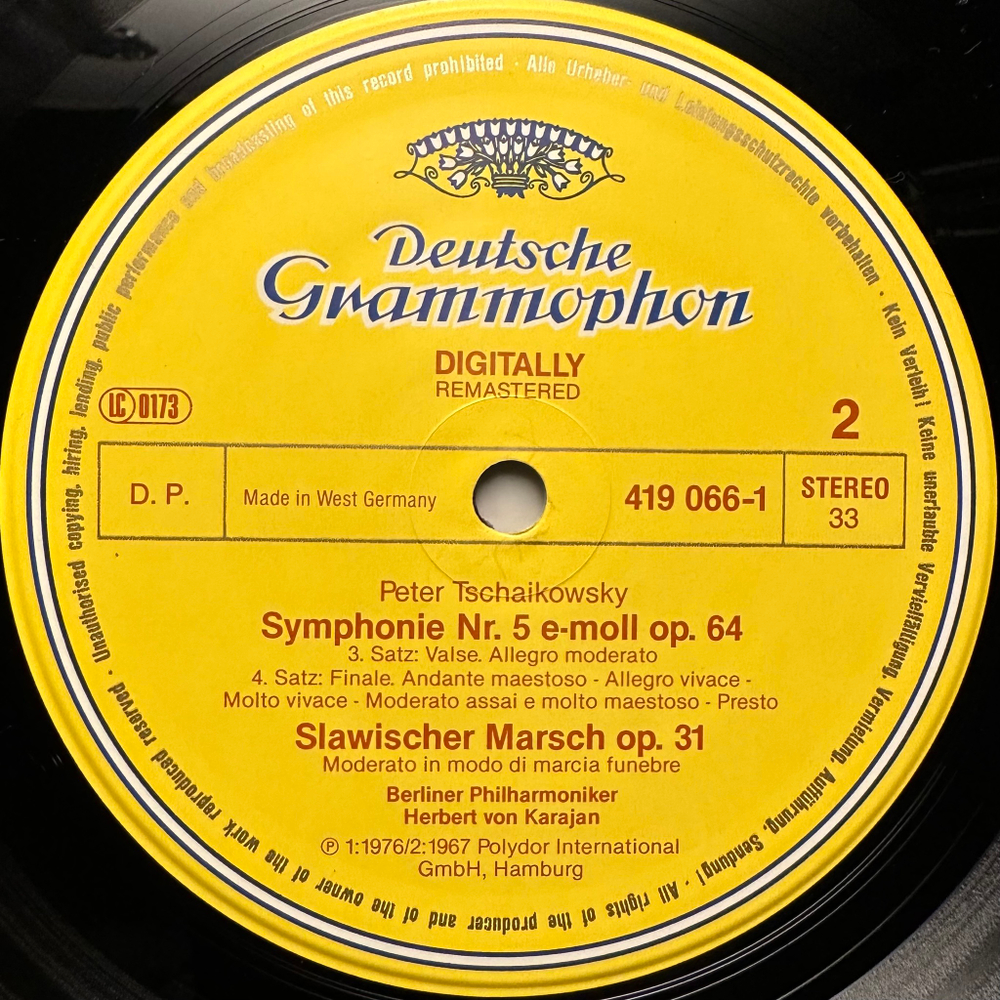 Unauthorised copying, hiring, lending, public performance and broadcasting of this record prohibited · Alle Urheber- und Leistungsschutzrechte vorbehalten · Kein Verleih! Keine unerlaubte Vervielfältigung, Vermietung, Aufführung, Sendung! · All rights of the producer and of the owner of the work reproduced reserved ·
Deutsche
Grammophon
DIGITALLY
REMASTERED
LC 0173
2
D. P.
Made in West Germany
419 066-1
STEREO
33
Peter Tschaikowsky
Symphonie Nr. 5 e-moll op. 64
3. Satz: Valse. Allegro moderato
4. Satz: Finale. Andante maestoso - Allegro vivace -
Molto vivace - Moderato assai e molto maestoso - Presto
Slawischer Marsch op. 31
Moderato in modo di marcia funebre
Berliner Philharmoniker
Herbert von Karajan
℗ 1:1976/2:1967 Polydor International
GmbH, Hamburg